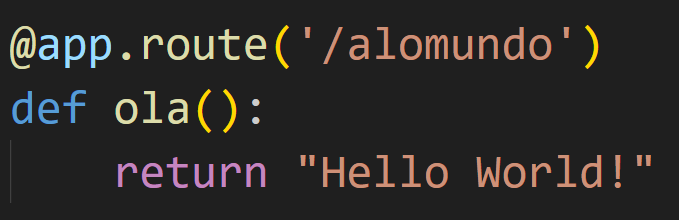 @app.route('/alomundo')
def ola():
    return "Hello World!"